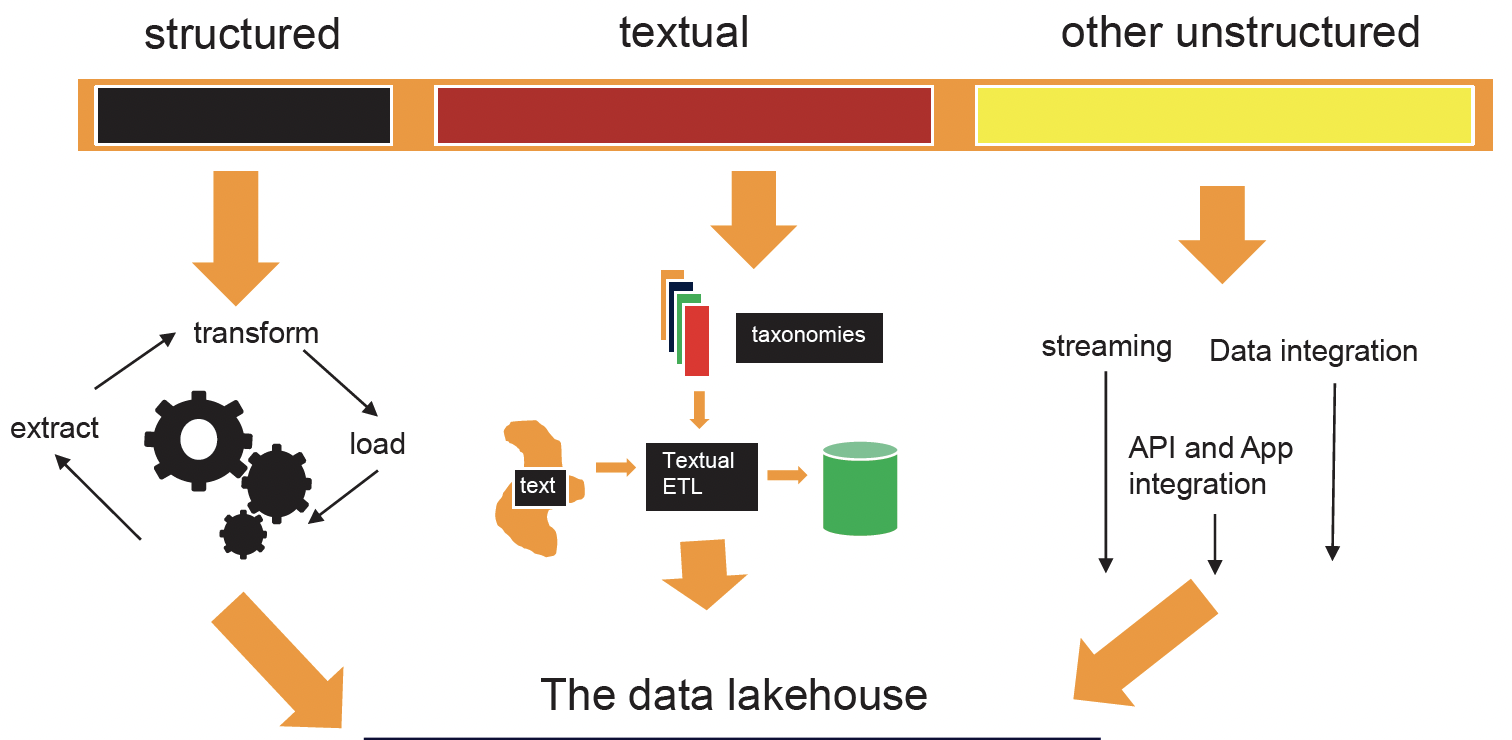 structured
textual
other unstructured
transform
extract
load
taxonomies
text
Textual
ETL
streaming
Data integration
API and App
integration
The data lakehouse